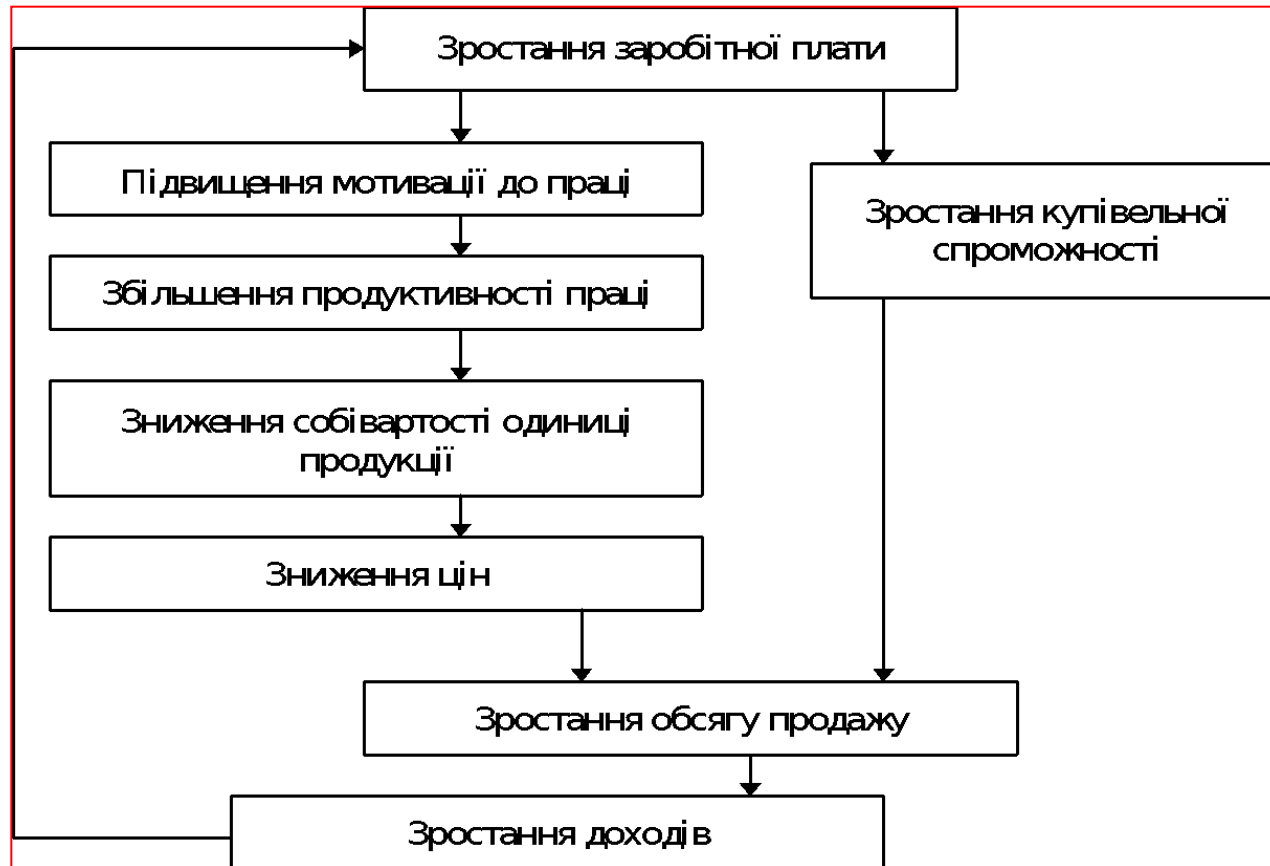 Зростання заробітної плати
Підвищення мотивації до праці
Зростання купівельної
спроможності
Збільшення продуктивності праці
Зниження собівартості одиниці
продукції
Зниження цін
Зростання обсягу продажу
Зростання доходів